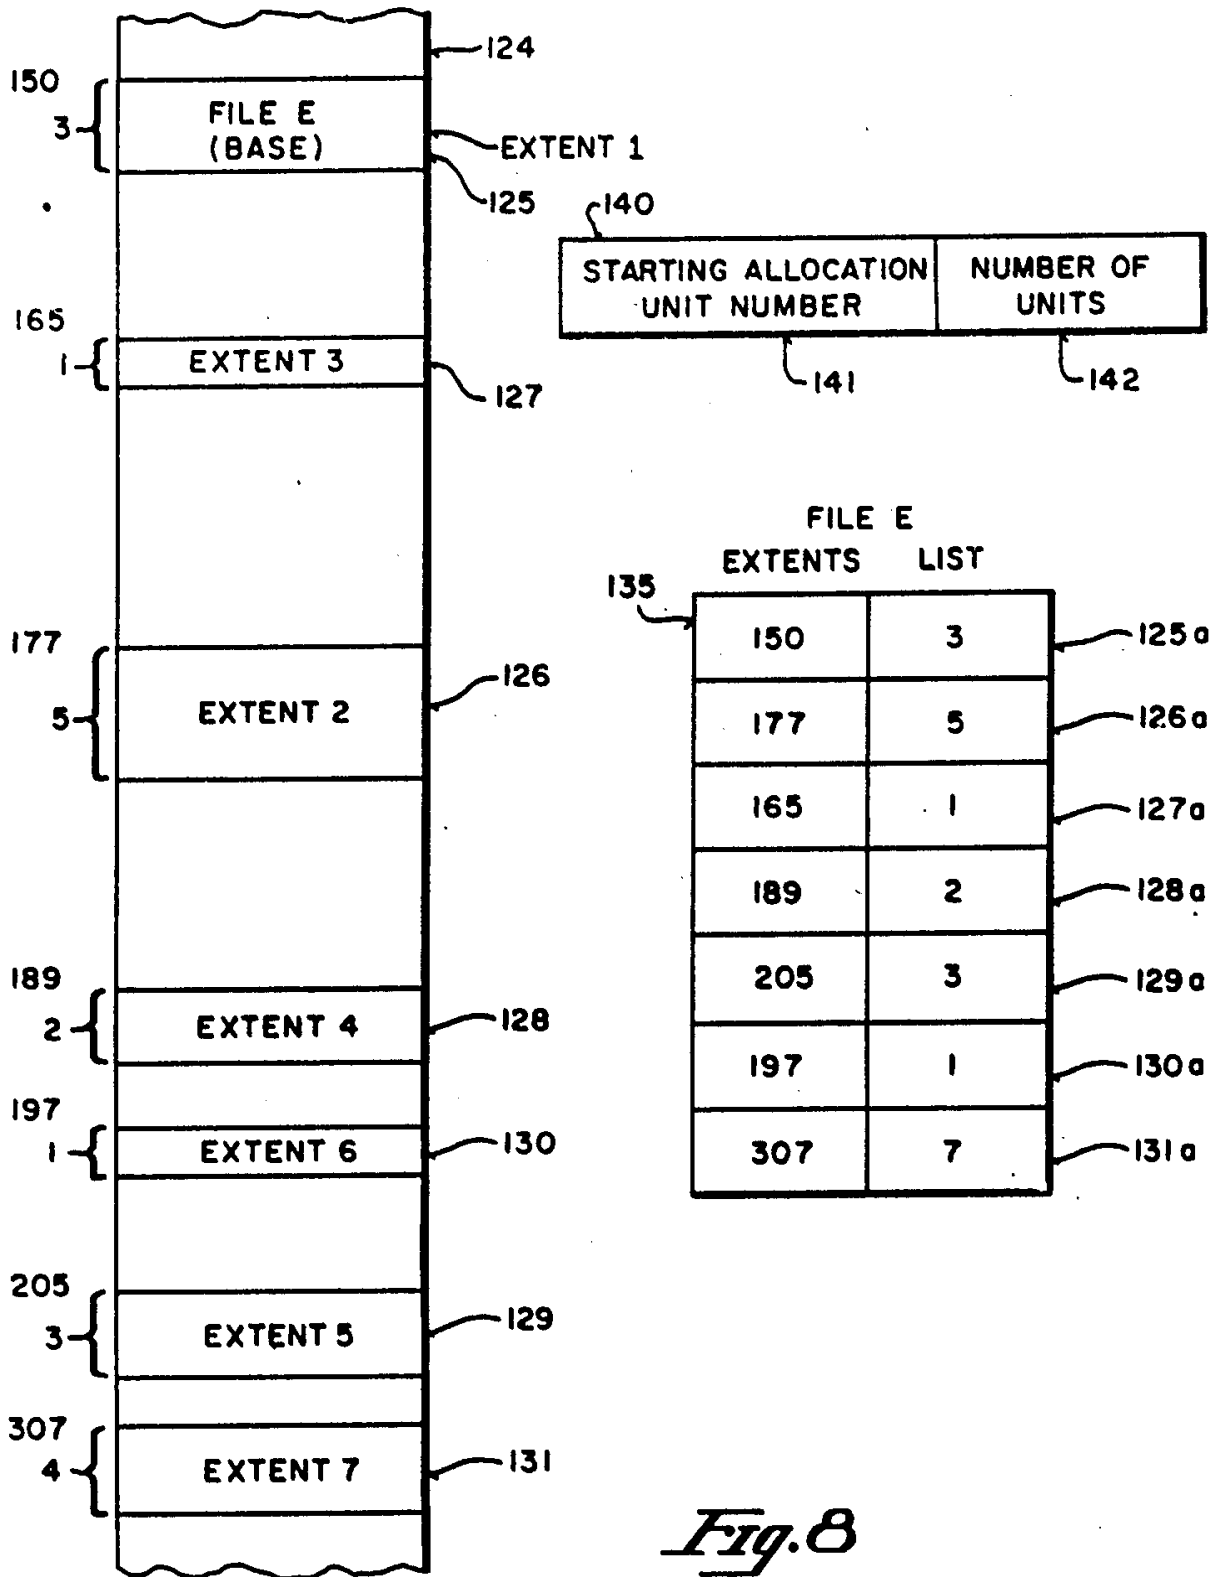 124
150
3
FILE E
(BASE)
EXTENT 1
125
140
STARTING ALLOCATION
UNIT NUMBER
NUMBER OF
UNITS
141
142
165
1
EXTENT 3
127
177
5
EXTENT 2
126
189
2
EXTENT 4
128
197
1
EXTENT 6
130
205
3
EXTENT 5
129
307
4
EXTENT 7
131
FILE E
EXTENTS LIST
135
150 3 125a
177 5 126a
165 1 127a
189 2 128a
205 3 129a
197 1 130a
307 7 131a
Fig. 8